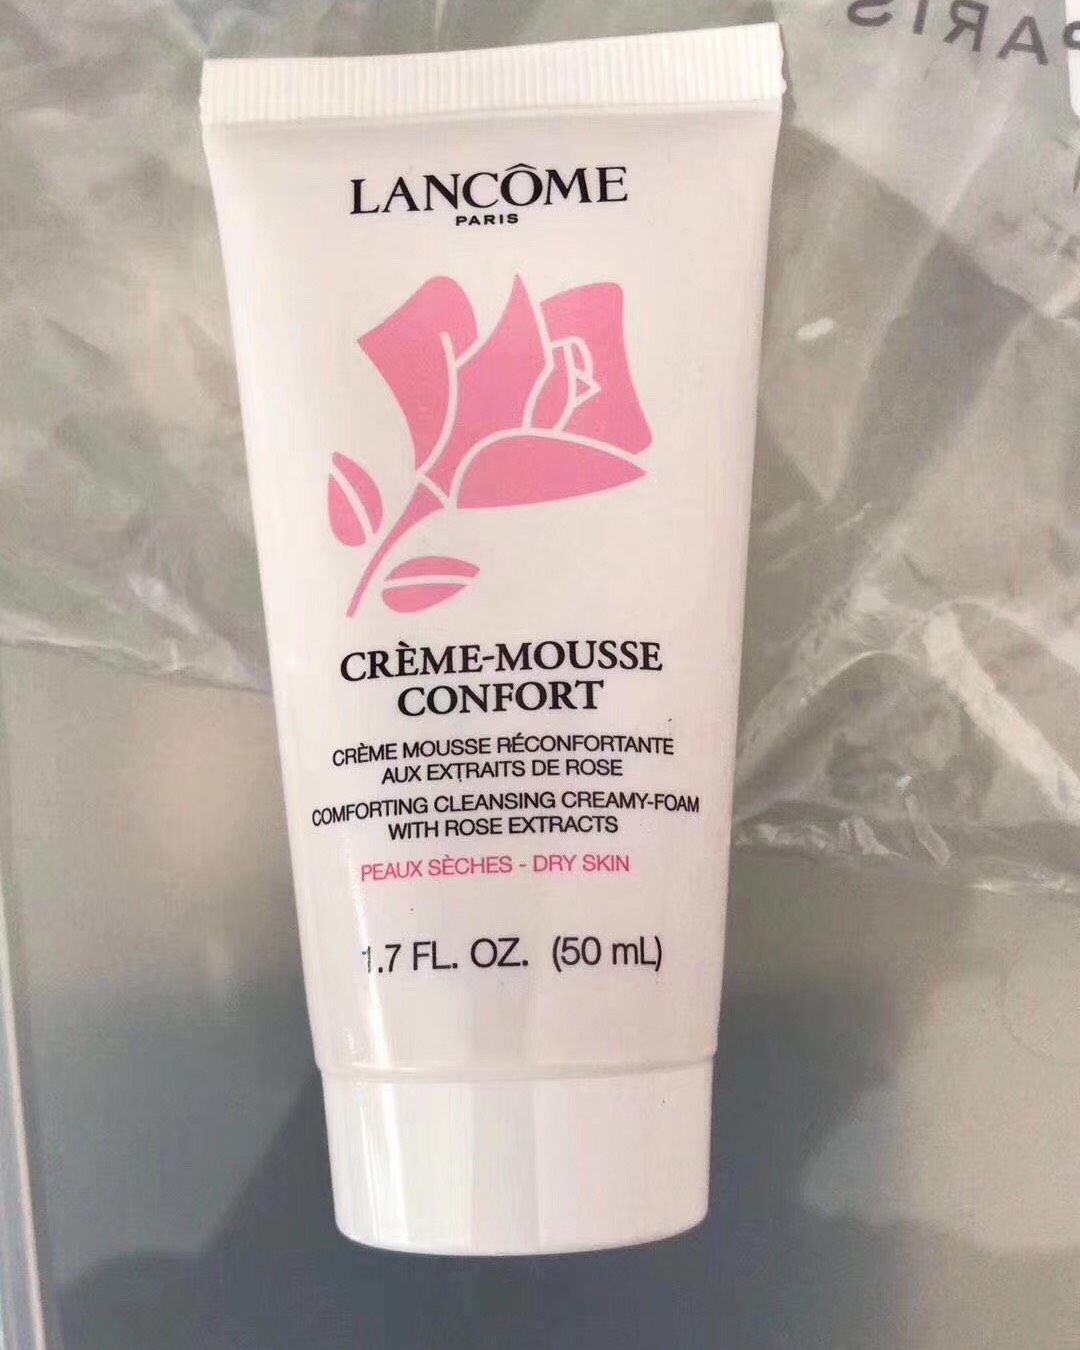 PARIS
LANCÔME
PARIS
CRÈME-MOUSSE
CONFORT
CRÈME MOUSSE RÉCONFORTANTE
AUX EXTRAITS DE ROSE
COMFORTING CLEANSING CREAMY-FOAM
WITH ROSE EXTRACTS
PEAUX SÈCHES - DRY SKIN
1.7 FL. OZ. (50 mL)